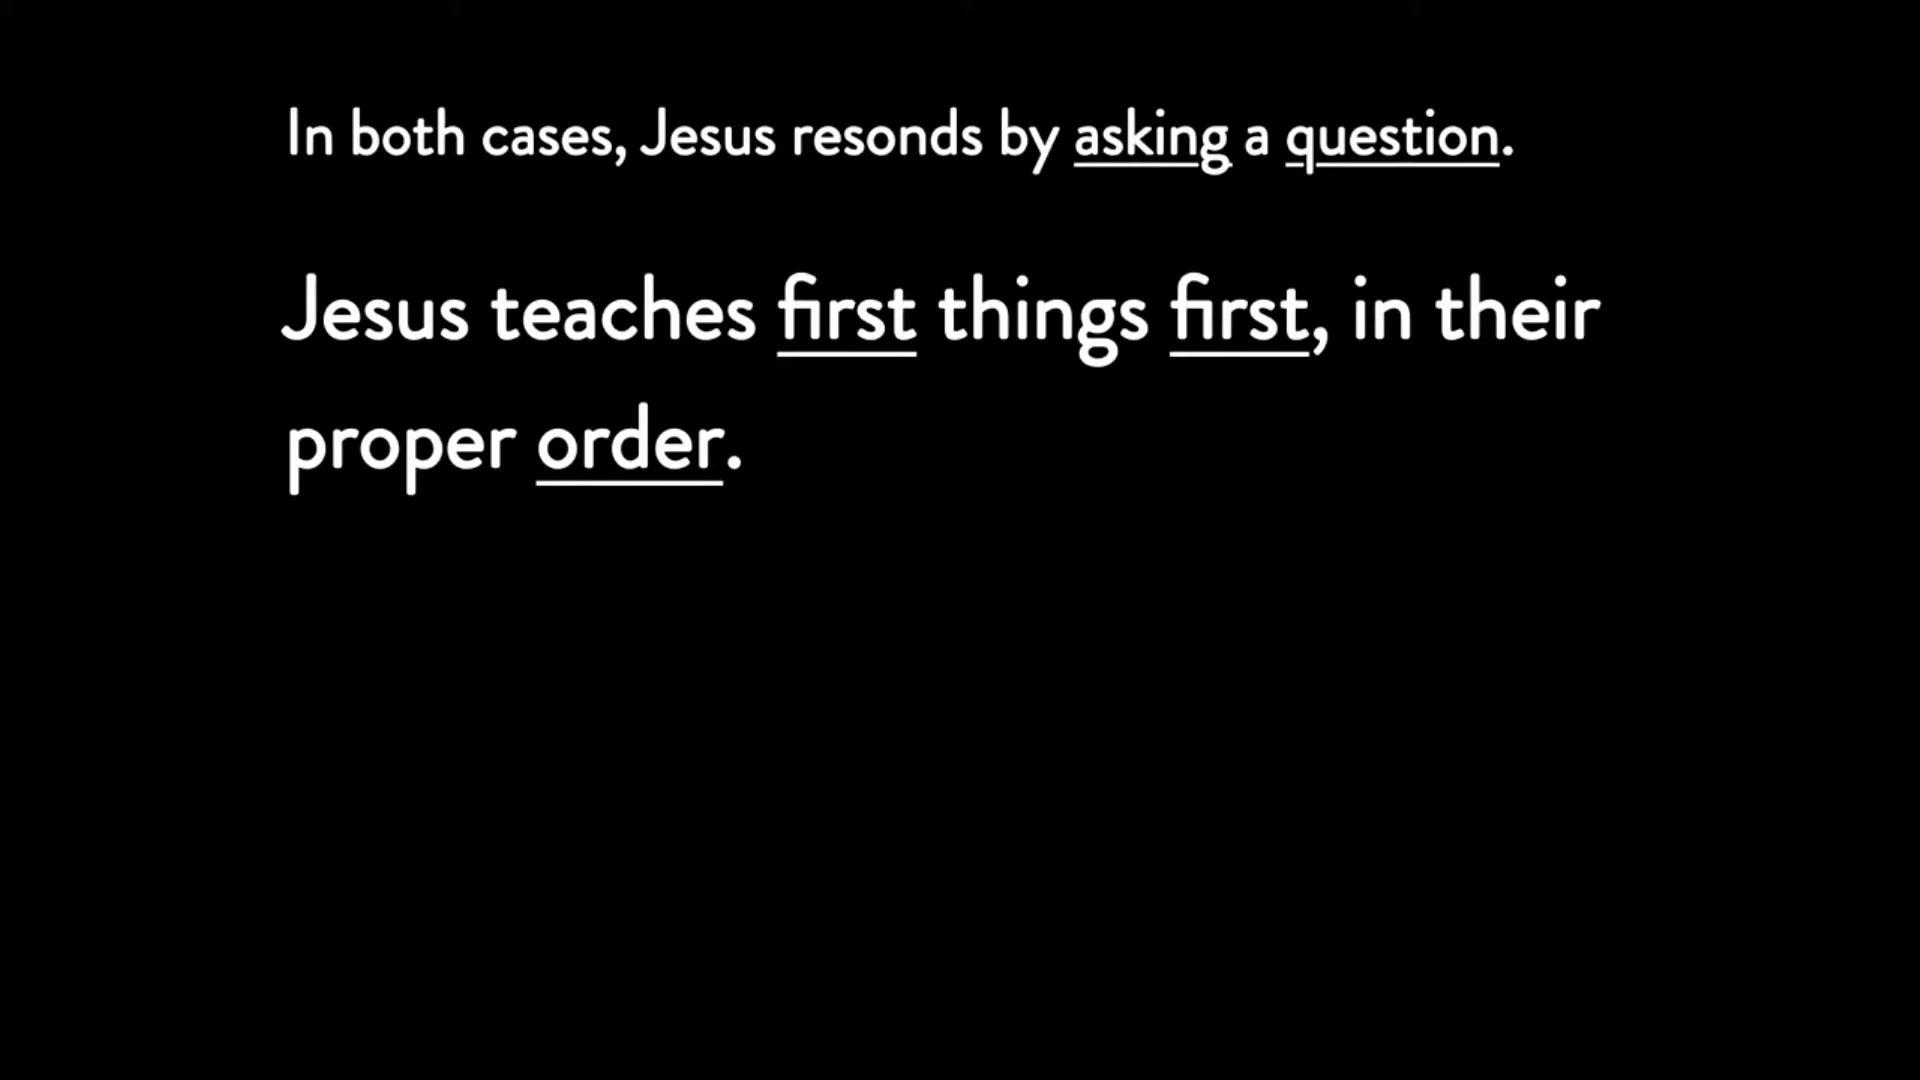 In both cases, Jesus resonds by asking a question.
Jesus teaches first things first, in their
proper order.